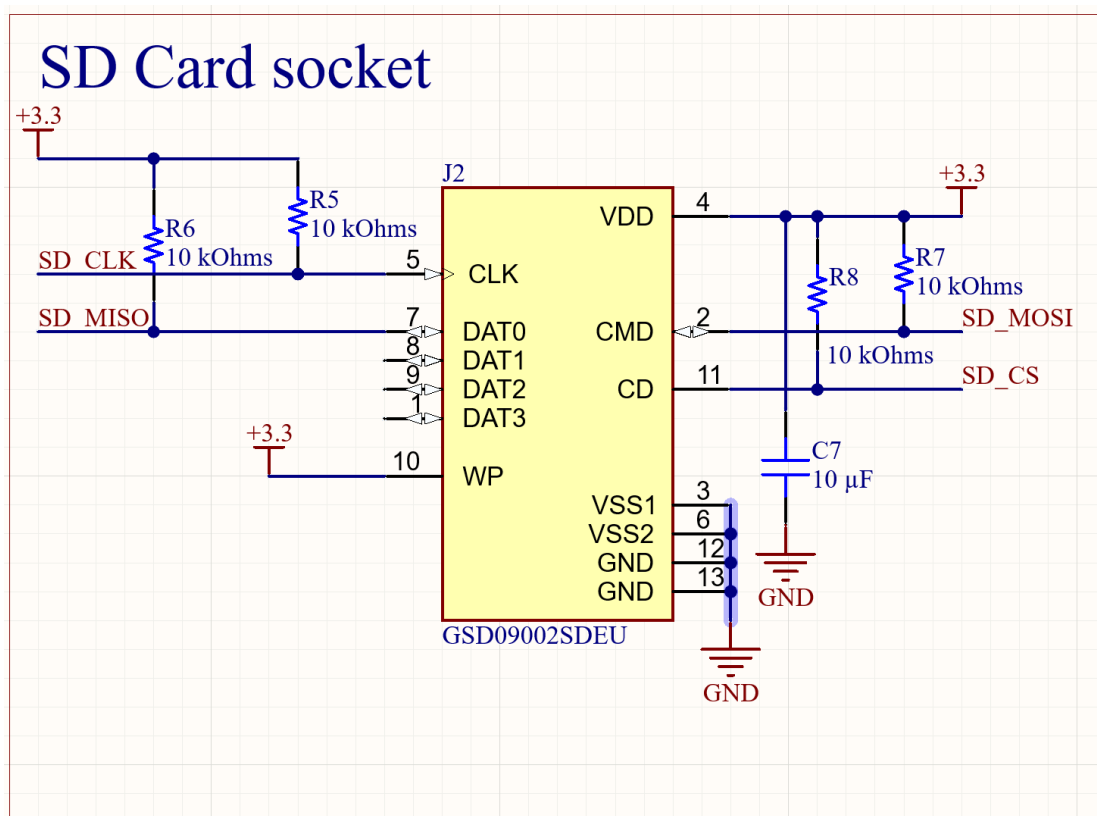 SD Card socket
+3.3
R6
10 kOhms
R5
10 kOhms
SD_CLK
SD_MISO
+3.3
J2
5
CLK
7
DAT0
8
DAT1
9
DAT2
1
DAT3
10
WP
VDD
4
CMD
2
CD
11
VSS1
3
VSS2
6
GND
12
GND
13
GSD09002SDEU
+3.3
R8
10 kOhms
R7
10 kOhms
SD_MOSI
SD_CS
C7
10 µF
GND
GND